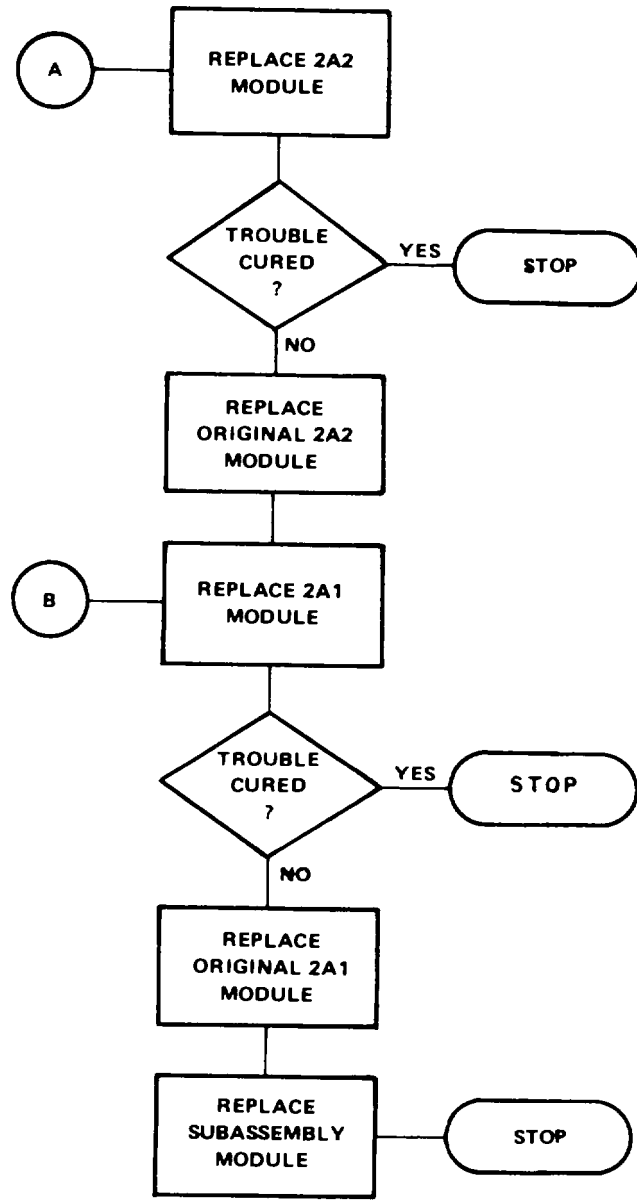 A
REPLACE 2A2
MODULE
TROUBLE
CURED
?
YES
STOP
NO
REPLACE
ORIGINAL 2A2
MODULE
B
REPLACE 2A1
MODULE
TROUBLE
CURED
?
YES
STOP
NO
REPLACE
ORIGINAL 2A1
MODULE
REPLACE
SUBASSEMBLY
MODULE
STOP